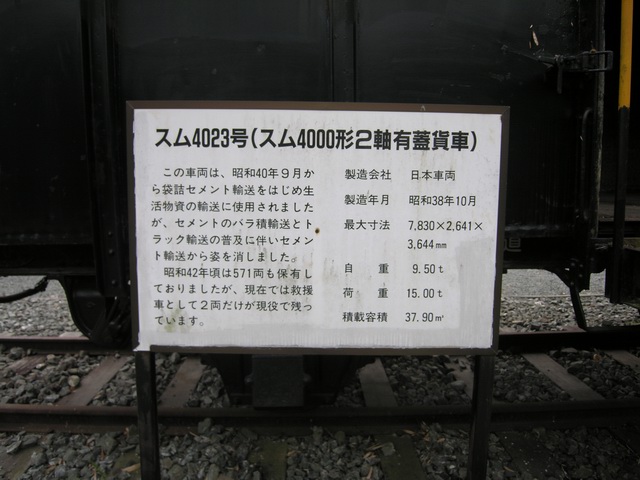 スム4023号(スム4000形2軸有蓋貨車)
この車両は、昭和40年9月か
ら袋詰セメント輸送をはじめ生
活物資の輸送に使用されました
が、セメントのバラ積輸送とト
ラック輸送の普及に伴いセメン
ト輸送から姿を消しました。
昭和42年頃は571両も保有し
ておりましたが、現在では救援
車として2両だけが現役で残っ
ています。
製造会社 日本車両
製造年月 昭和38年10月
最大寸法 7,830×2,641×
3,644㎜
自重 9.50t
荷重 15.00t
積載容積 37.90㎥